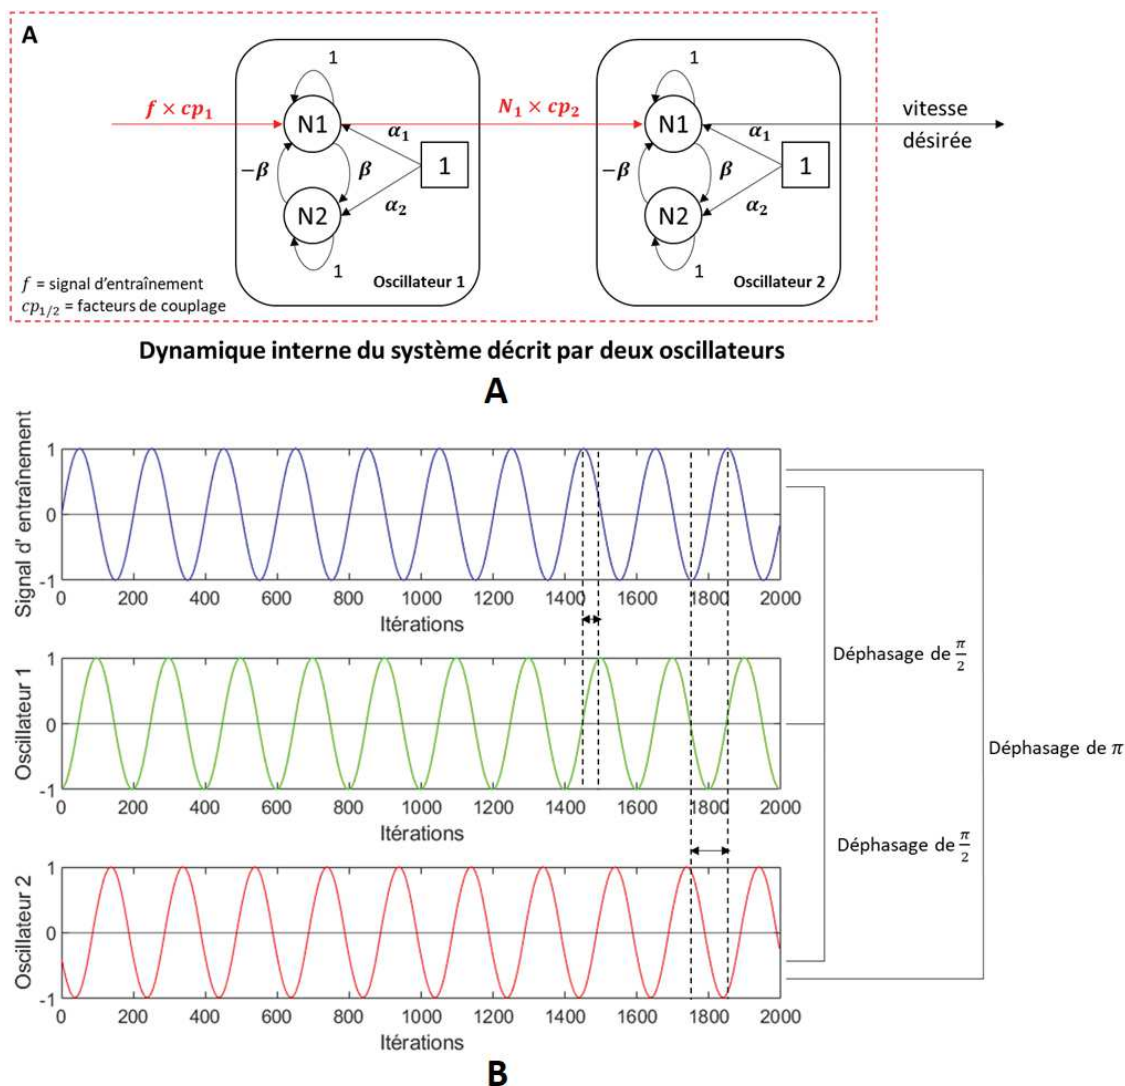 A
1
1
f × cp₁
N₁ × cp₂
N1
N1
vitesse
désirée
α₁
α₁
−β
β
1
−β
β
1
N2
α₂
N2
α₂
1
1
f = signal d’entraînement
cp₁/₂ = facteurs de couplage
Oscillateur 1
Oscillateur 2
Dynamique interne du système décrit par deux oscillateurs
A
Signal d' entraînement
1
0
-1
0 200 400 600 800 1000 1200 1400 1600 1800 2000
Itérations
Déphasage de π/2
Oscillateur 1
1
0
-1
0 200 400 600 800 1000 1200 1400 1600 1800 2000
Itérations
Déphasage de π
Déphasage de π/2
Oscillateur 2
1
0
-1
0 200 400 600 800 1000 1200 1400 1600 1800 2000
Itérations
B